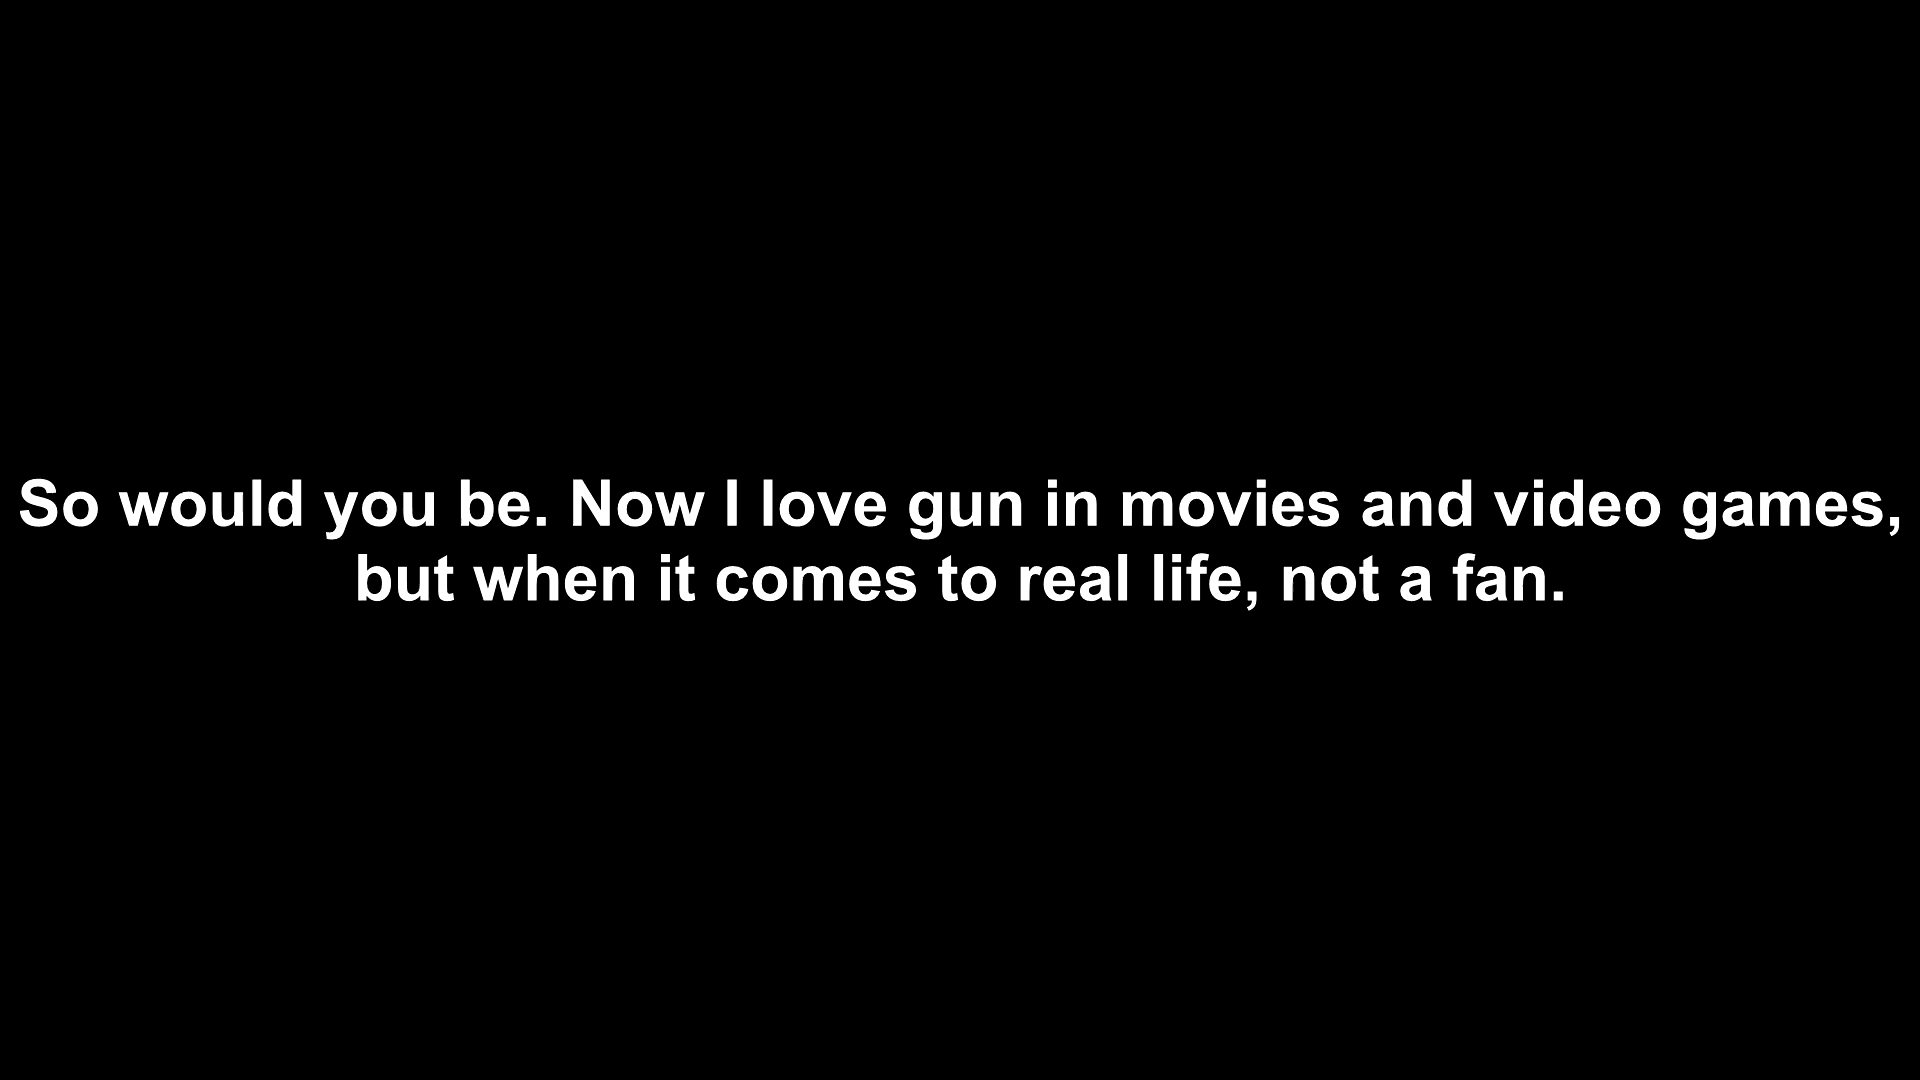 So would you be. Now I love gun in movies and video games,
but when it comes to real life, not a fan.